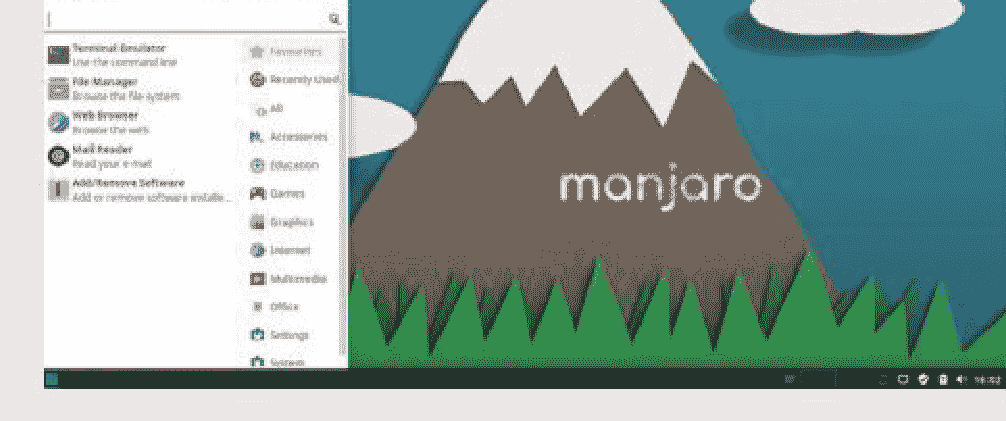 Terminal Emulator
Use the command line
File Manager
Browse the file system
Web Browser
Browse the web
Mail Reader
Read your e-mail
Add/Remove Software
Add or remove software installe...
Favourites
Recently Used
All
Accessories
Education
Games
Graphics
Internet
Multimedia
Office
Settings
System
manjaro